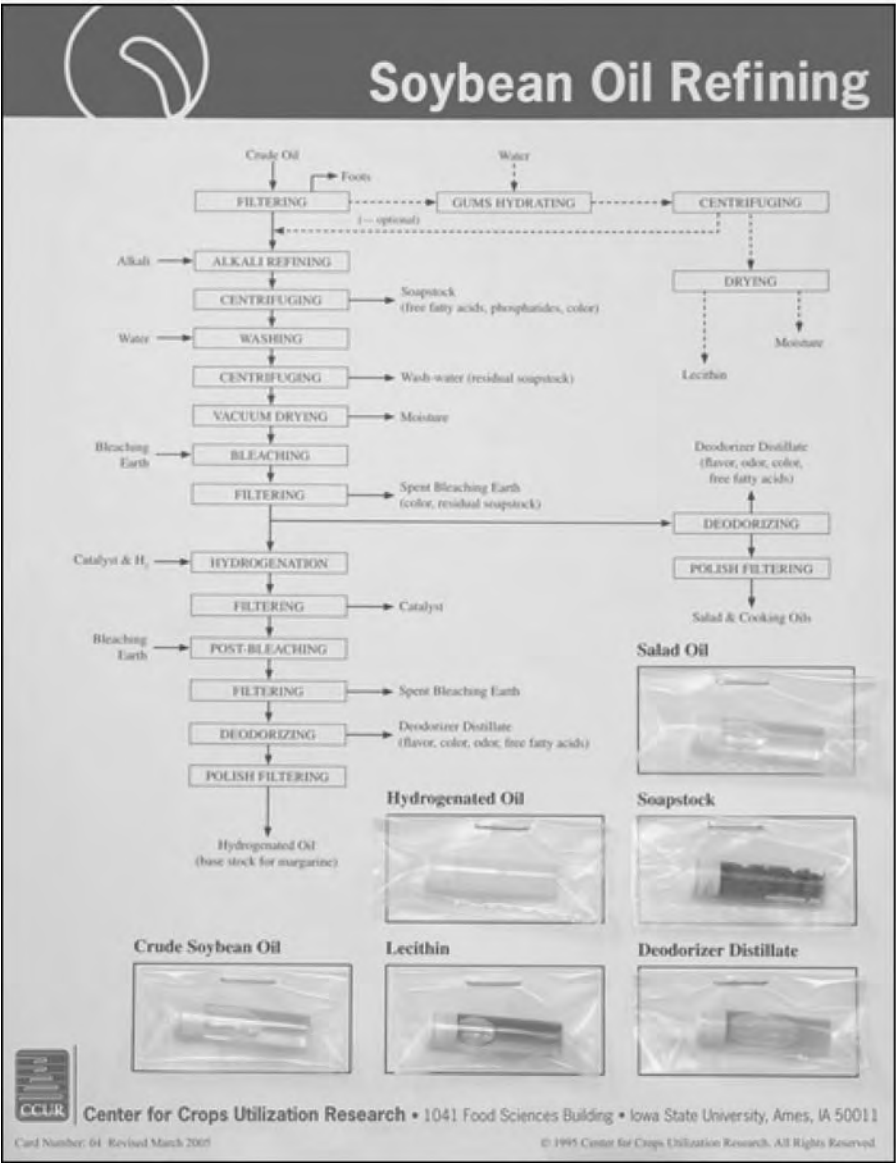 Soybean Oil Refining
Crude Oil
Foots
Water
FILTERING
GUMS HYDRATING
CENTRIFUGING
(--- optional)
Alkali
ALKALI REFINING
DRYING
CENTRIFUGING
Soapstock
(free fatty acids, phosphatides, color)
Water
WASHING
Moisture
Lecithin
CENTRIFUGING
Wash-water (residual soapstock)
VACUUM DRYING
Moisture
Bleaching
Earth
BLEACHING
Deodorizer Distillate
(flavor, odor, color,
free fatty acids)
FILTERING
Spent Bleaching Earth
(color, residual soapstock)
DEODORIZING
Catalyst & H₂
HYDROGENATION
POLISH FILTERING
FILTERING
Catalyst
Salad & Cooking Oils
Bleaching
Earth
POST-BLEACHING
Salad Oil
FILTERING
Spent Bleaching Earth
DEODORIZING
Deodorizer Distillate
(flavor, color, odor, free fatty acids)
POLISH FILTERING
Hydrogenated Oil
Soapstock
Hydrogenated Oil
(base stock for margarine)
Crude Soybean Oil
Lecithin
Deodorizer Distillate
CCUR
Center for Crops Utilization Research • 1041 Food Sciences Building • Iowa State University, Ames, IA 50011
Card Number: 04 Revised March 2005
© 1995 Center for Crops Utilization Research. All Rights Reserved.